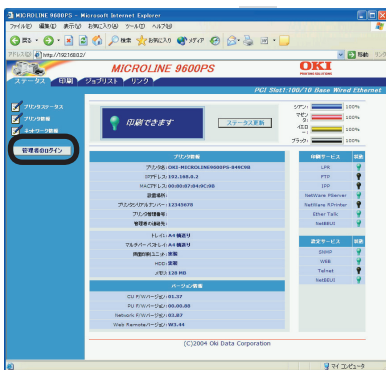 MICROLINE 9600PS - Microsoft Internet Explorer
ファイル(F) 編集(E) 表示(V) お気に入り(A) ツール(T) ヘルプ(H)
戻る 検索 お気に入り メディア
アドレス(D) http://192.168.0.2/ 移動 リンク
MICROLINE 9600PS
OKI
PRINTING SOLUTIONS
ステータス 印刷 ジョブリスト リンク
PCI Slot1:100/10 Base Wired Ethernet
プリンタステータス
プリンタ情報
ネットワーク情報
管理者のログイン
印刷できます
ステータス更新
シアン: 100%
マゼンタ: 100%
イエロー: 100%
ブラック: 100%
プリンタ情報
プリンタ名: OKI-MICROLINE9600PS-849C9B
IPアドレス: 192.168.0.2
MACアドレス: 00:80:87:84:9C:9B
設置場所:
プリンタシリアルナンバー: 12345678
プリンタ管理番号:
管理者の連絡先:
トレイ1: A4 横送り
マルチパーパストレイ: A4 横送り
両面印刷ユニット: 実装
HDD: 実装
メモリ: 128 MB
バージョン情報
CU F/Wバージョン: 01.37
PU F/Wバージョン: 00.00.00
Network F/Wバージョン: 03.87
Web Remoteバージョン: W3.44
印刷サービス 状態
LPR
FTP
IPP
NetWare PServer
NetWare RPrinter
Ether Talk
NetBEUI
設定サービス 状態
SNMP
WEB
Telnet
NetBEUI
(C)2004 Oki Data Corporation
マイ コンピュータ